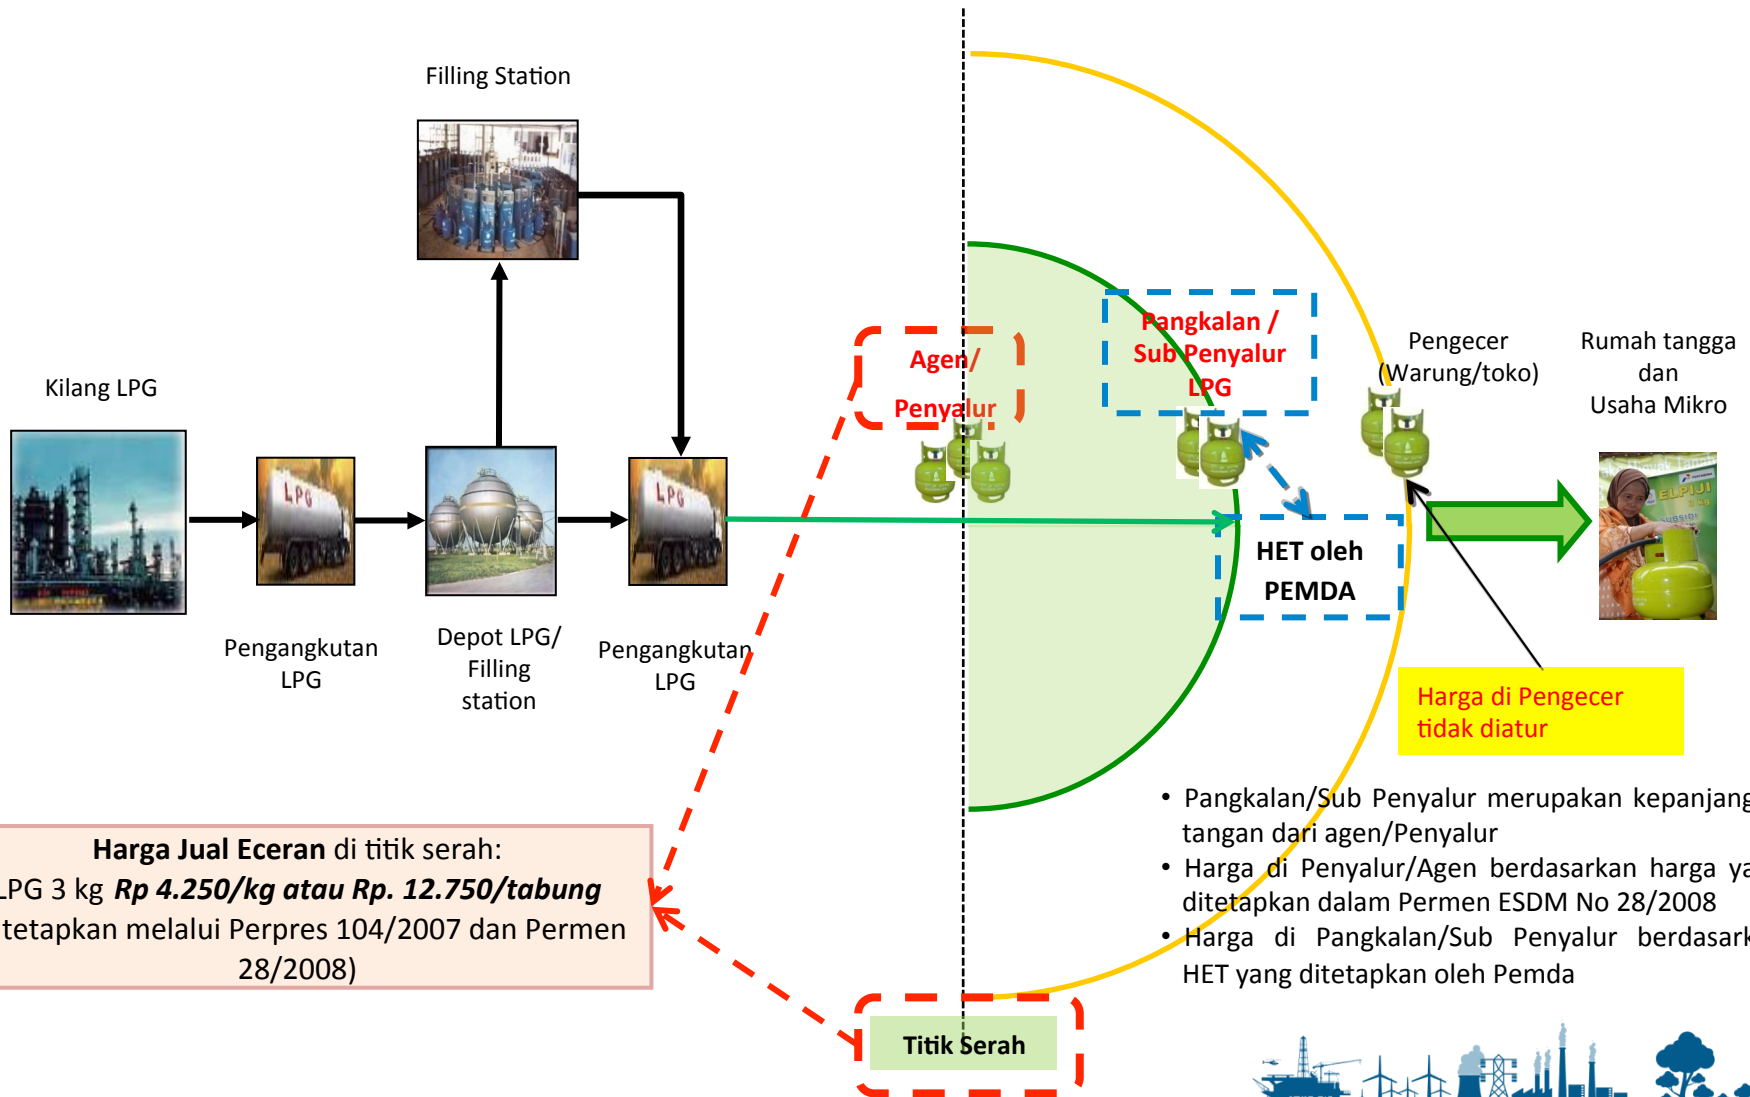 Filling Station
Kilang LPG
Pengangkutan
LPG
Depot LPG/
Filling
station
Pengangkutan
LPG
LPG
LPG
Agen/
Penyalur
Pangkalan /
Sub Penyalur
LPG
Pengecer
(Warung/toko)
Rumah tangga
dan
Usaha Mikro
ELPIJI
SUBSIDI
HET oleh
PEMDA
Harga di Pengecer
tidak diatur
Harga Jual Eceran di titik serah:
LPG 3 kg Rp 4.250/kg atau Rp. 12.750/tabung
tetapkan melalui Perpres 104/2007 dan Permen
28/2008)
• Pangkalan/Sub Penyalur merupakan kepanjang
tangan dari agen/Penyalur
• Harga di Penyalur/Agen berdasarkan harga ya
ditetapkan dalam Permen ESDM No 28/2008
• Harga di Pangkalan/Sub Penyalur berdasark
HET yang ditetapkan oleh Pemda
Titik Serah